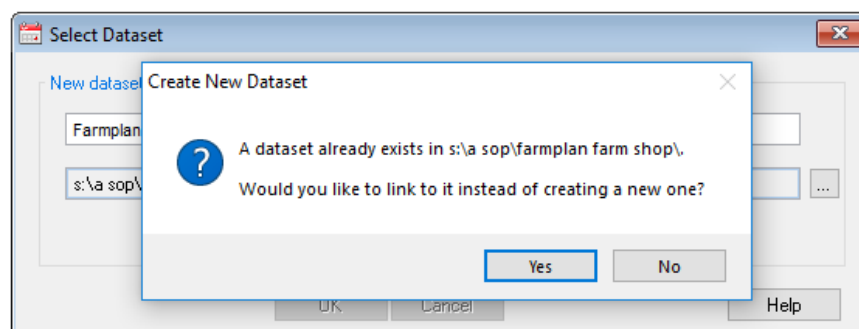 Select Dataset
New dataset
Create New Dataset
Farmplan
A dataset already exists in s:\a sop\farmplan farm shop\.
s:\a sop\
Would you like to link to it instead of creating a new one?
...
Yes
No
OK
Cancel
Help